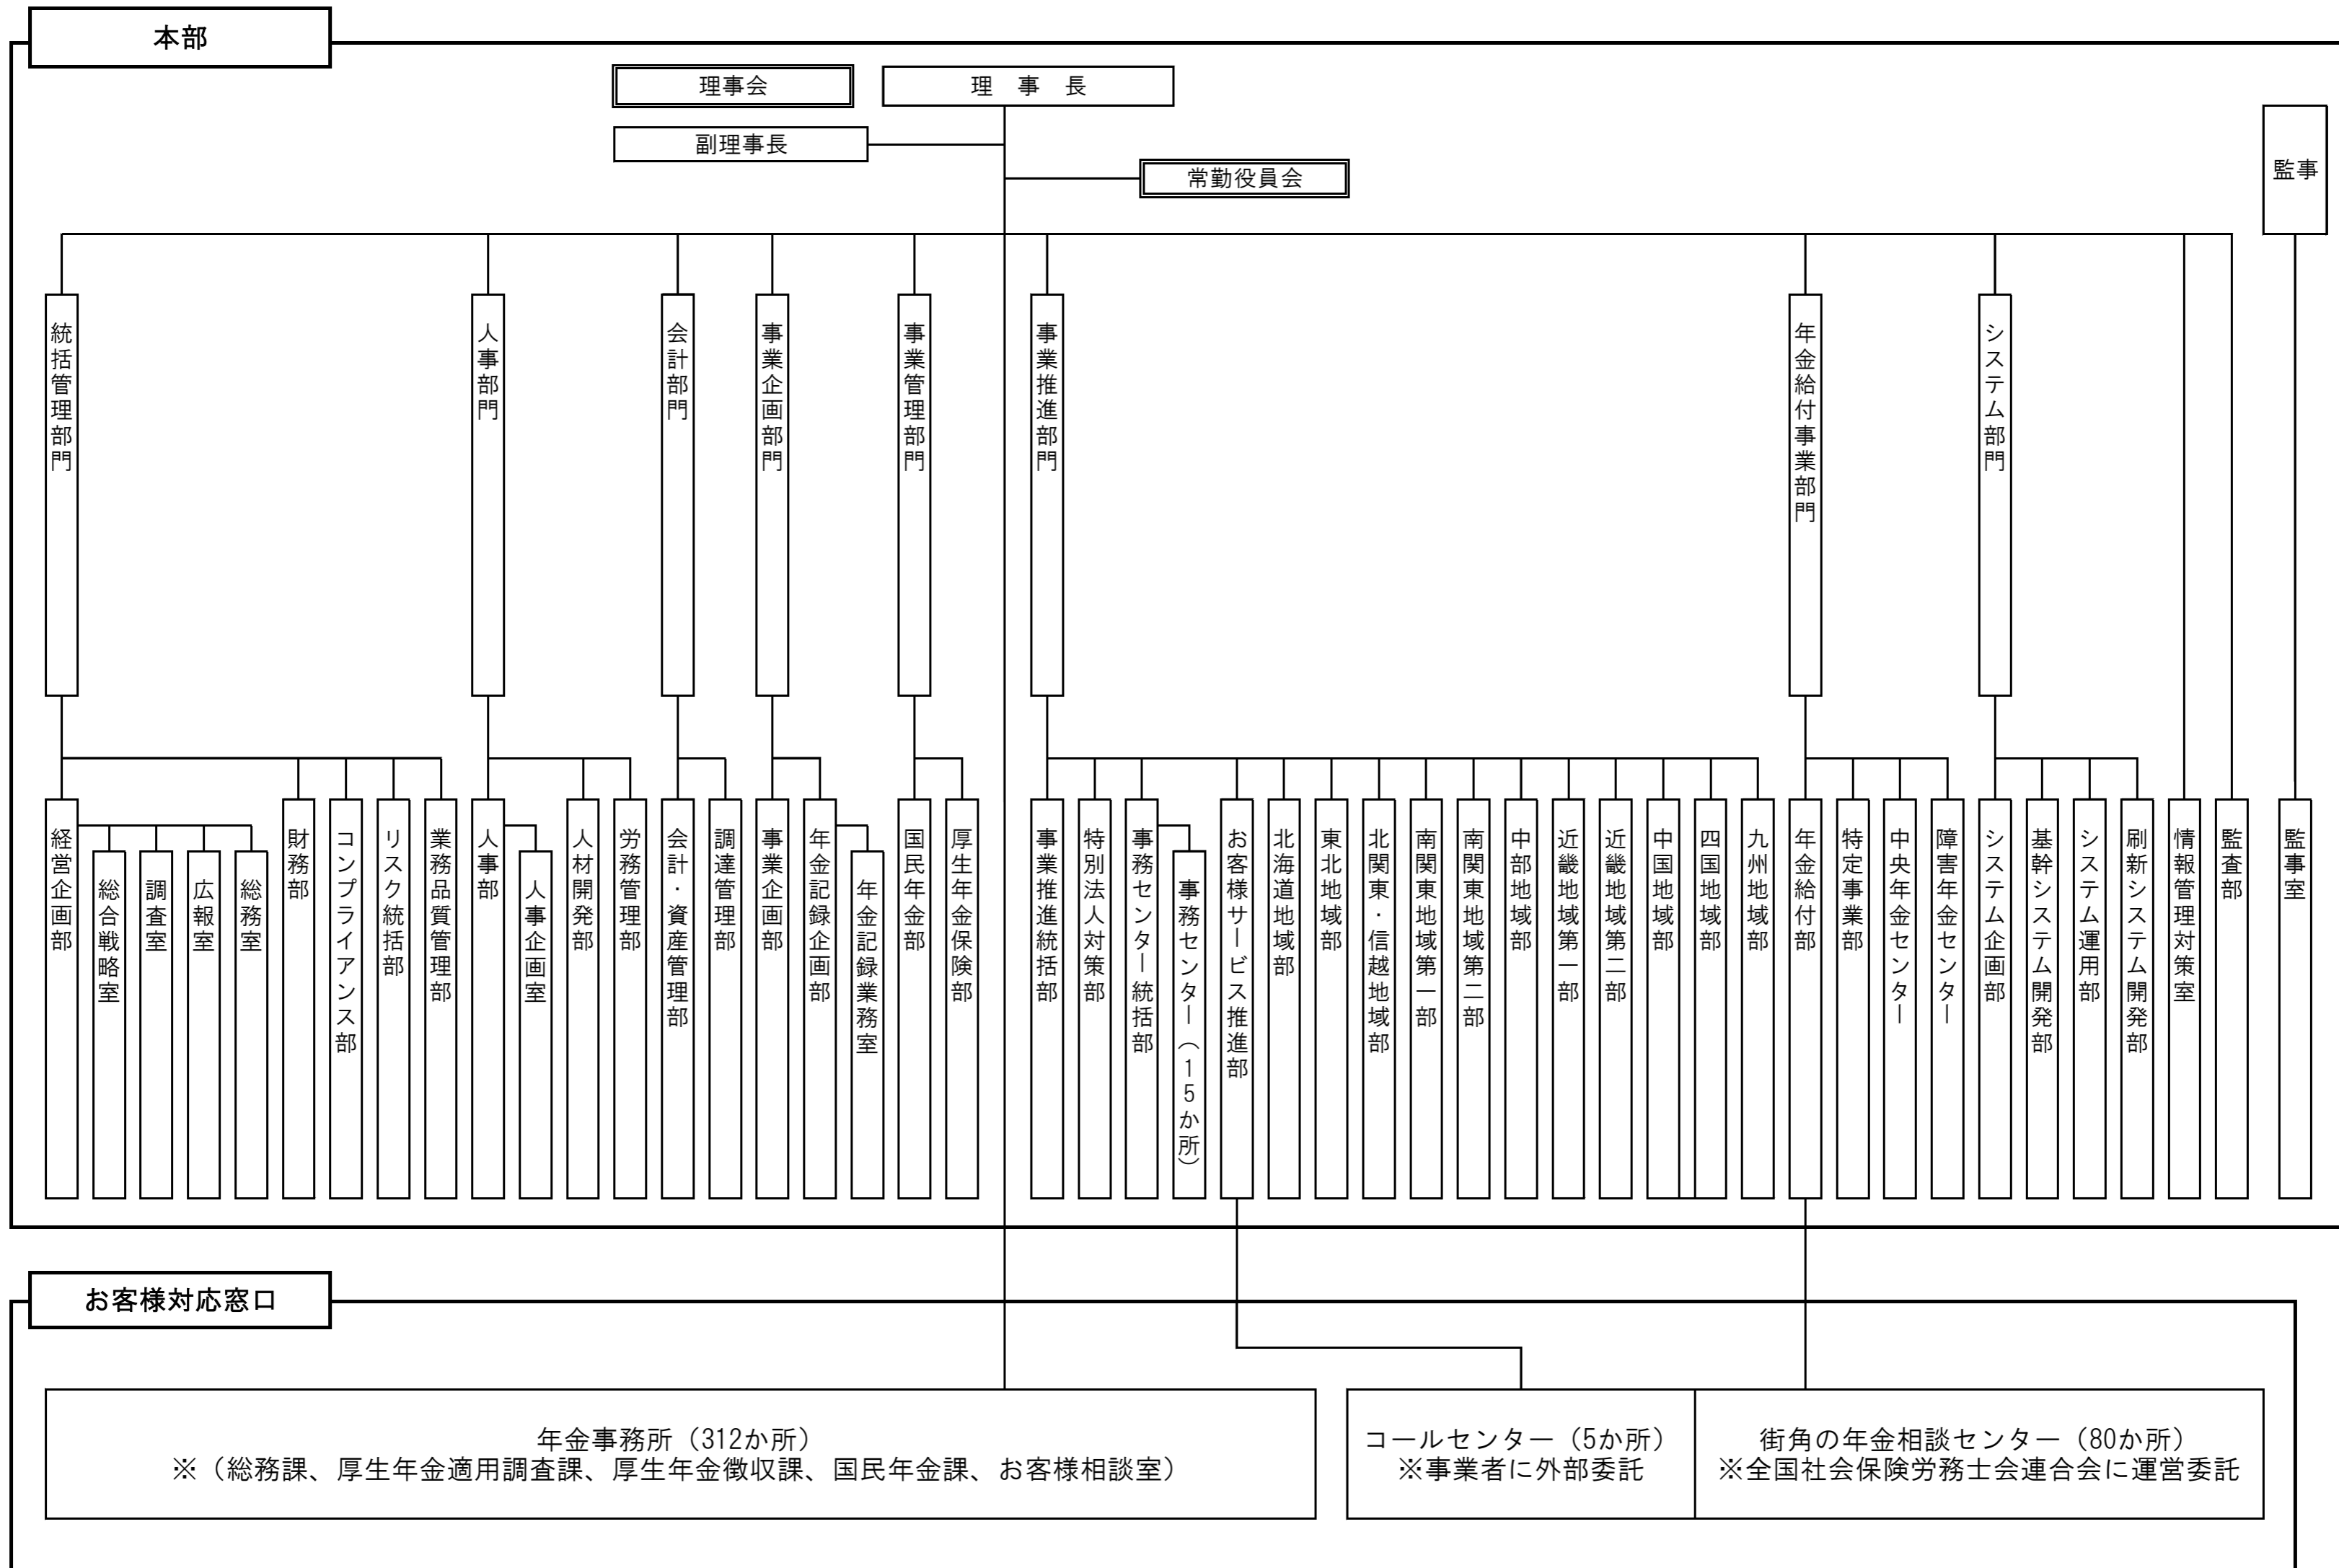 本部
理事会
理　事　長
副理事長
常勤役員会
監事
統括管理部門
人事部門
会計部門
事業企画部門
事業管理部門
事業推進部門
年金給付事業部門
システム部門
経営企画部
総合戦略室
調査室
広報室
総務室
財務部
コンプライアンス部
リスク統括部
業務品質管理部
人事部
人事企画室
人材開発部
労務管理部
会計・資産管理部
調達管理部
事業企画部
年金記録企画部
年金記録業務室
国民年金部
厚生年金保険部
事業推進統括部
特別法人対策部
事務センター統括部
事務センター（15か所）
お客様サービス推進部
北海道地域部
東北地域部
北関東・信越地域部
南関東地域第一部
南関東地域第二部
中部地域部
近畿地域第一部
近畿地域第二部
中国地域部
四国地域部
九州地域部
年金給付部
特定事業部
中央年金センター
障害年金センター
システム企画部
基幹システム開発部
システム運用部
刷新システム開発部
情報管理対策室
監査部
監事室
お客様対応窓口
年金事務所（312か所）
※（総務課、厚生年金適用調査課、厚生年金徴収課、国民年金課、お客様相談室）
コールセンター（5か所）
※事業者に外部委託
街角の年金相談センター（80か所）
※全国社会保険労務士会連合会に運営委託